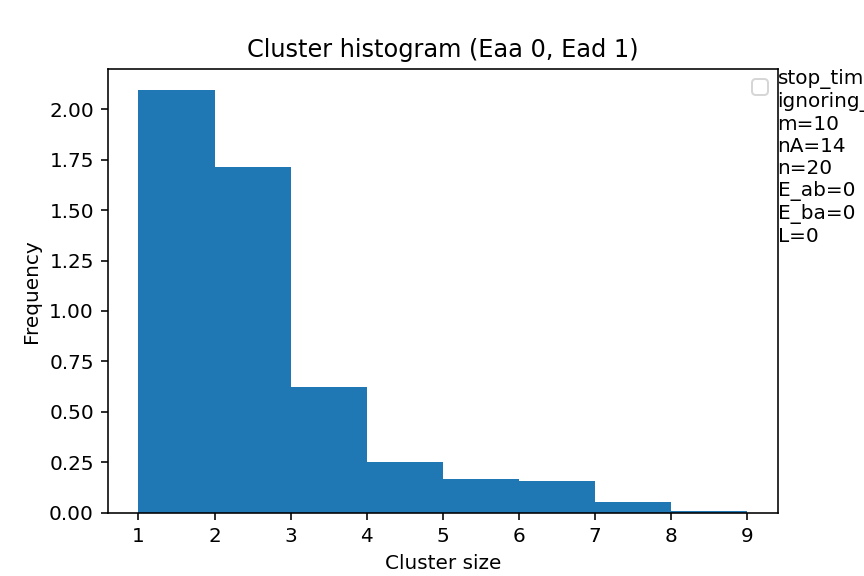 Cluster histogram (Eaa 0, Ead 1)
stop_tim
ignoring_
m=10
nA=14
n=20
E_ab=0
E_ba=0
L=0
Frequency
2.00
1.75
1.50
1.25
1.00
0.75
0.50
0.25
0.00
1 2 3 4 5 6 7 8 9
Cluster size